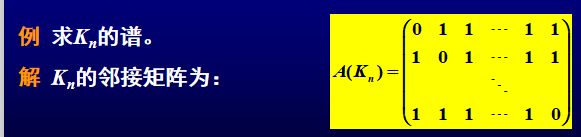 例 求Kn的谱。
解 Kn的邻接矩阵为：
A(Kn) =
0 1 1 ··· 1 1
1 0 1 ··· 1 1
···
1 1 1 ··· 1 0